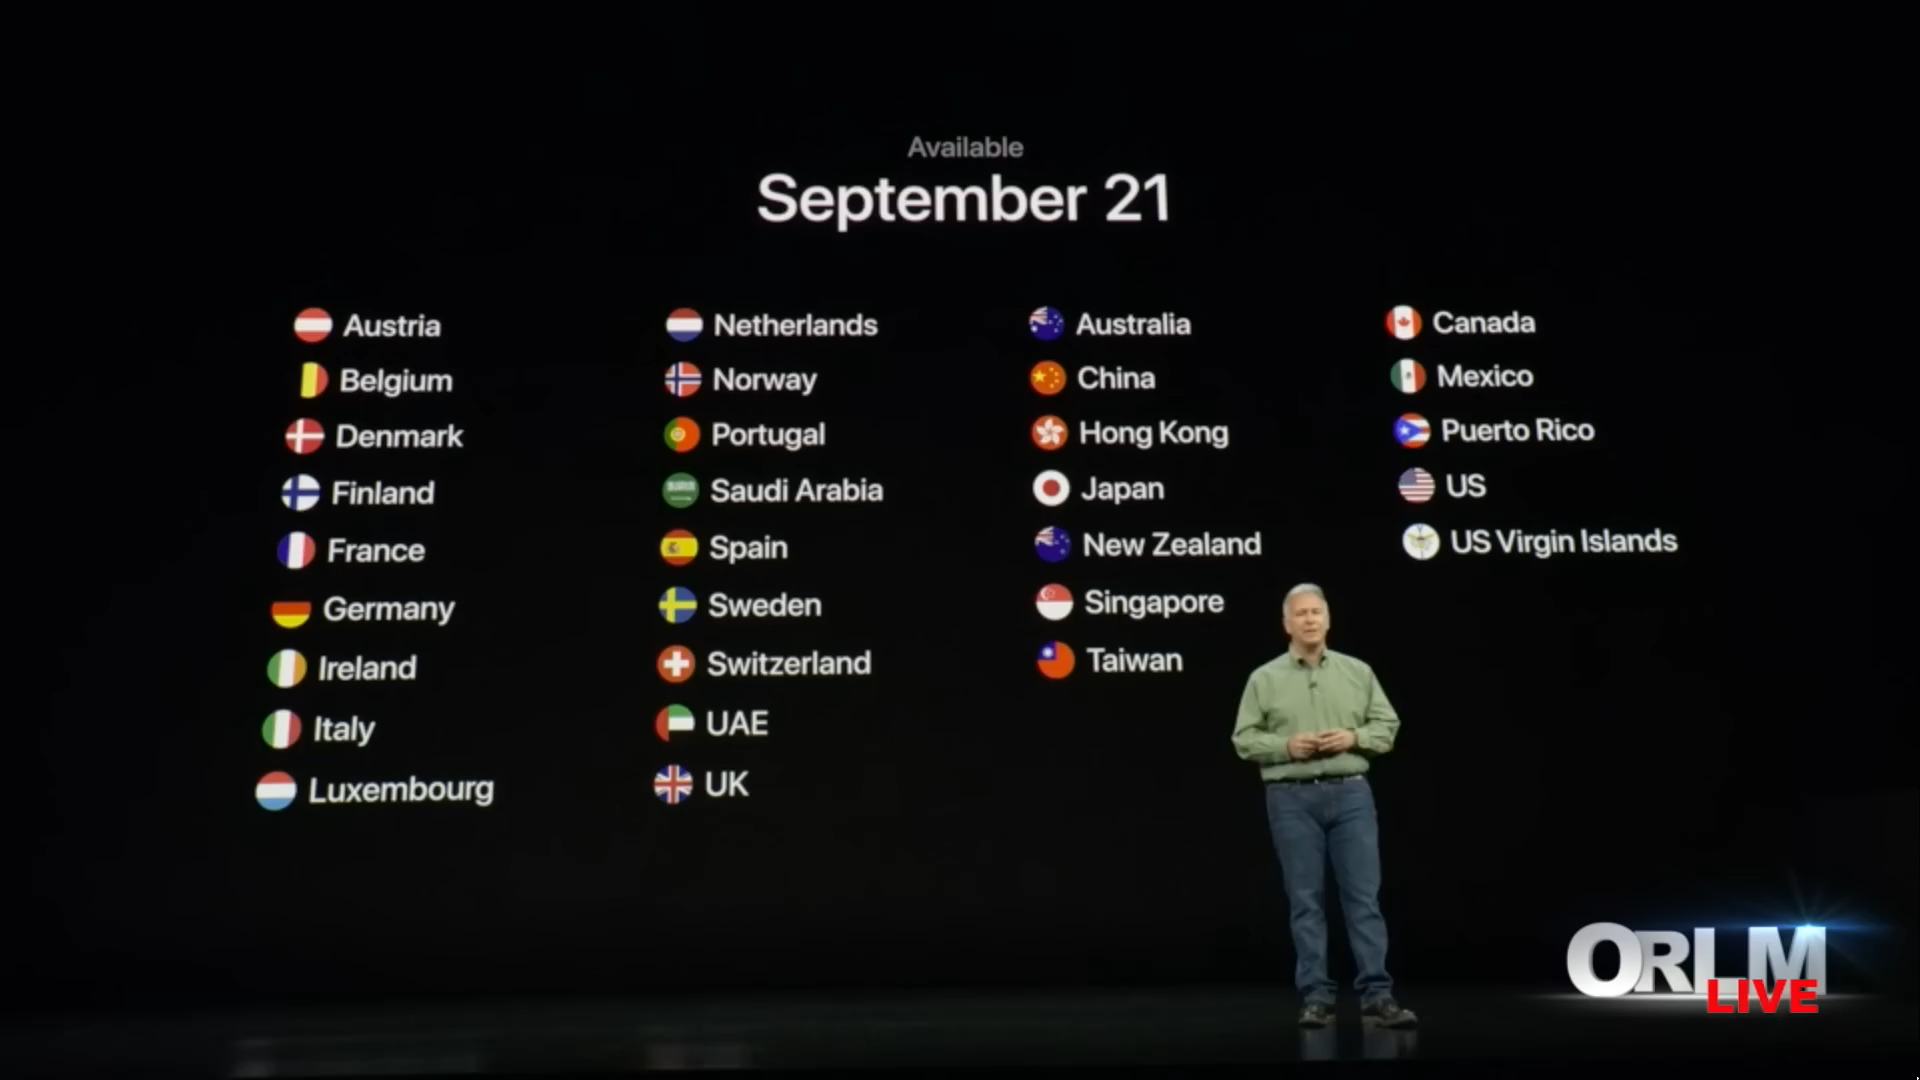 Available
September 21
Austria
Belgium
Denmark
Finland
France
Germany
Ireland
Italy
Luxembourg
Netherlands
Norway
Portugal
Saudi Arabia
Spain
Sweden
Switzerland
UAE
UK
Australia
China
Hong Kong
Japan
New Zealand
Singapore
Taiwan
Canada
Mexico
Puerto Rico
US
US Virgin Islands
ORLM
LIVE